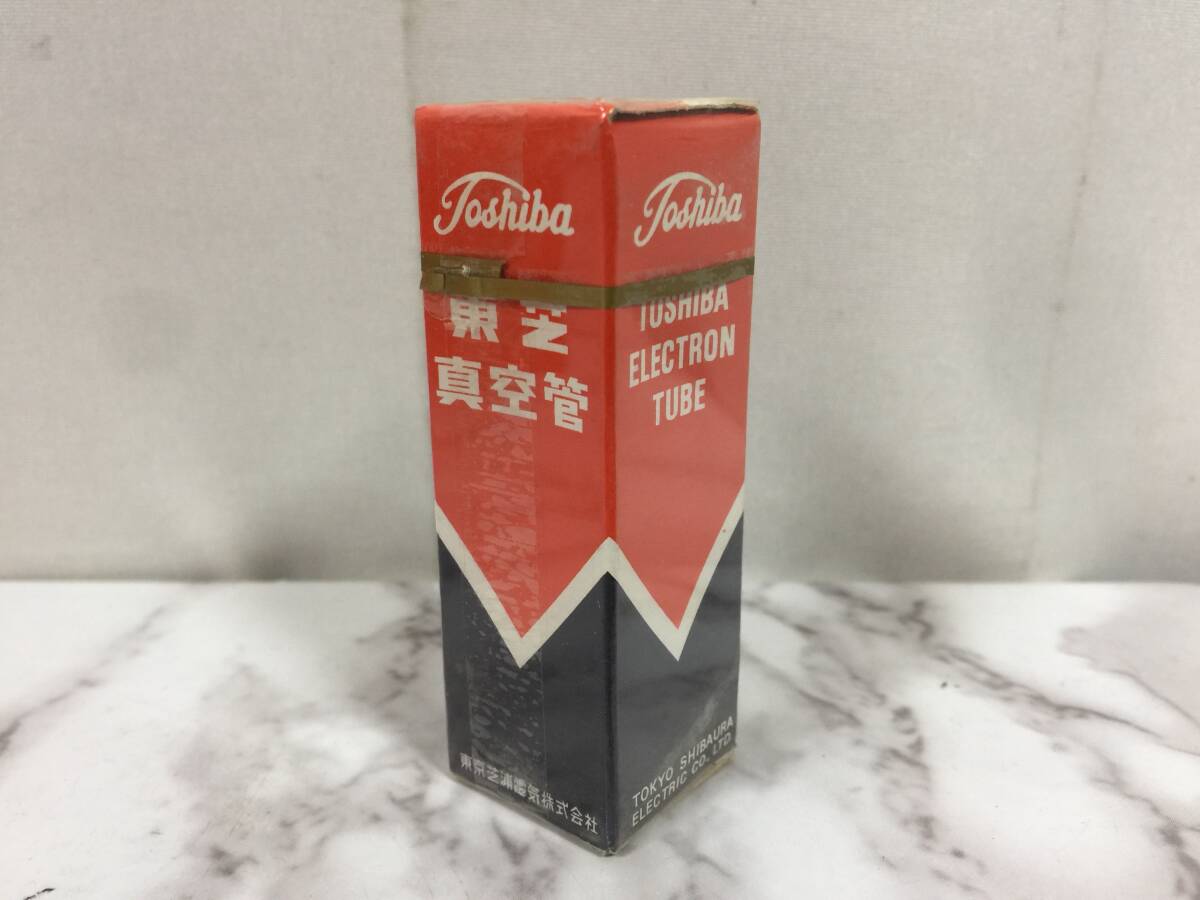 Toshiba
東芝
真空管
東京芝浦電気株式会社
Toshiba
TOSHIBA
ELECTRON
TUBE
TOKYO SHIBAURA
ELECTRIC CO., LTD.